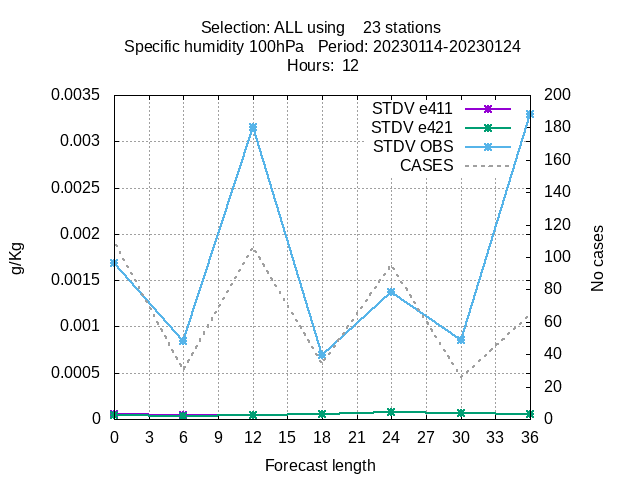 Selection: ALL using    23 stations
Specific humidity 100hPa   Period: 20230114-20230124
Hours:  12
STDV e411
STDV e421
STDV OBS
CASES
0.0035
0.003
0.0025
0.002
0.0015
0.001
0.0005
0
g/Kg
200
180
160
140
120
100
80
60
40
20
0
No cases
0 3 6 9 12 15 18 21 24 27 30 33 36
Forecast length